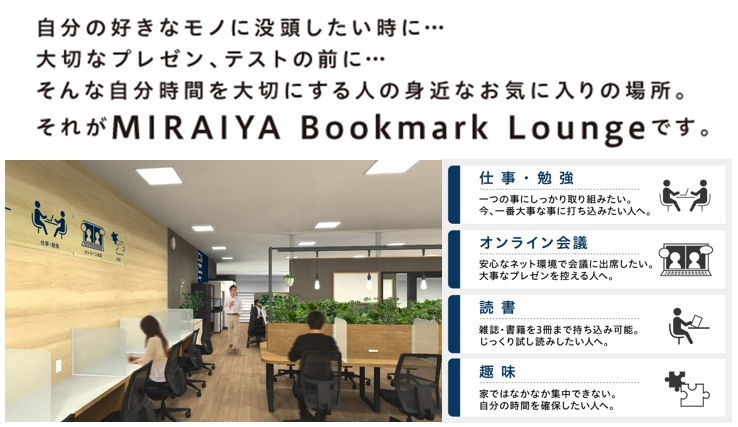 自分の好きなモノに没頭したい時に…
大切なプレゼン、テストの前に…
そんな自分時間を大切にする人の身近なお気に入りの場所。
それがMIRAIYA Bookmark Loungeです。
仕事・勉強
オンライン会議
趣味
仕事・勉強
一つの事にしっかり取り組みたい。
今、一番大事な事に打ち込みたい人へ。
オンライン会議
安心なネット環境で会議に出席したい。
大事なプレゼンを控える人へ。
読書
雑誌・書籍を3冊まで持ち込み可能。
じっくり試し読みしたい人へ。
趣味
家ではなかなか集中できない。
自分の時間を確保したい人へ。